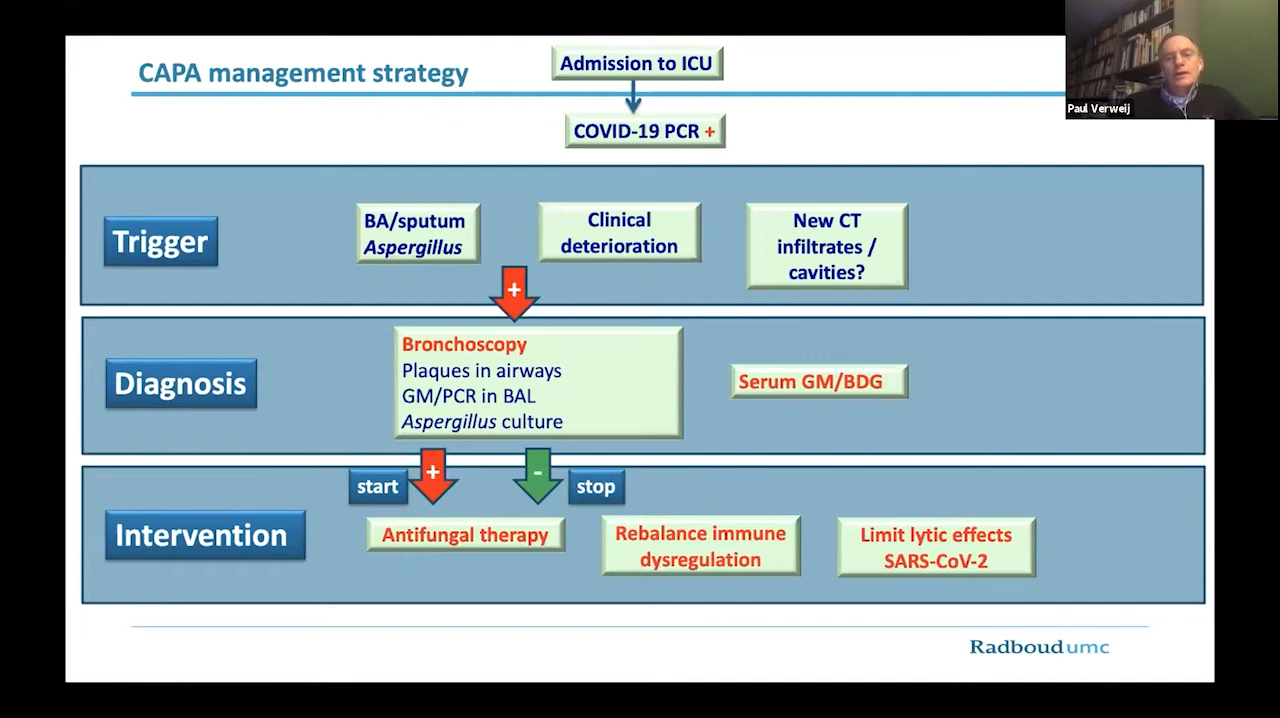 CAPA management strategy
Admission to ICU
Paul Verweij
COVID-19 PCR +
Trigger
BA/sputum
Aspergillus
Clinical
deterioration
New CT
infiltrates /
cavities?
+
Diagnosis
Bronchoscopy
Plaques in airways
GM/PCR in BAL
Aspergillus culture
Serum GM/BDG
start
+
-
stop
Intervention
Antifungal therapy
Rebalance immune
dysregulation
Limit lytic effects
SARS-CoV-2
Radboudumc